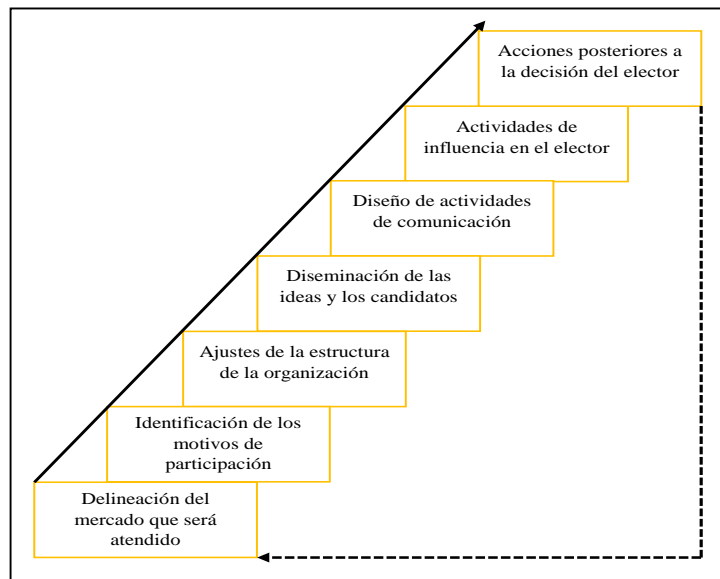 Acciones posteriores a
la decisión del elector
Actividades de
influencia en el elector
Diseño de actividades
de comunicación
Diseminación de las
ideas y los candidatos
Ajustes de la estructura
de la organización
Identificación de los
motivos de
participación
Delineación del
mercado que será
atendido